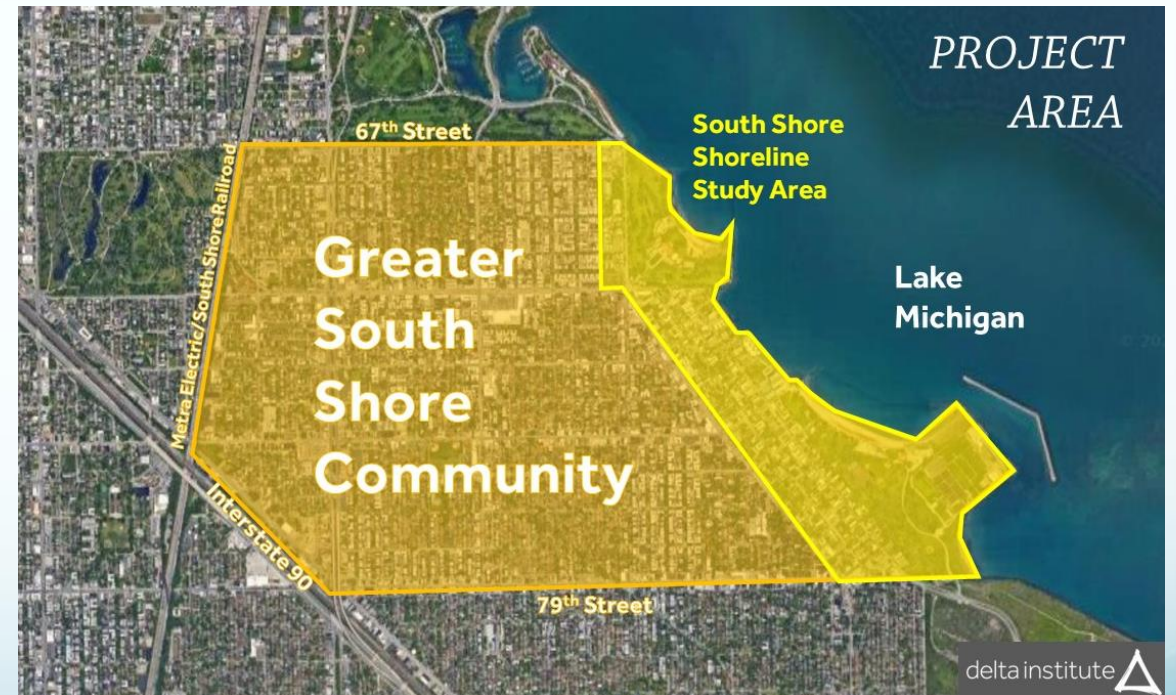 PROJECT
AREA
67th Street
South Shore
Shoreline
Study Area
Metra Electric/South Shore Railroad
Greater
South
Shore
Community
Lake
Michigan
Interstate 90
79th Street
delta institute